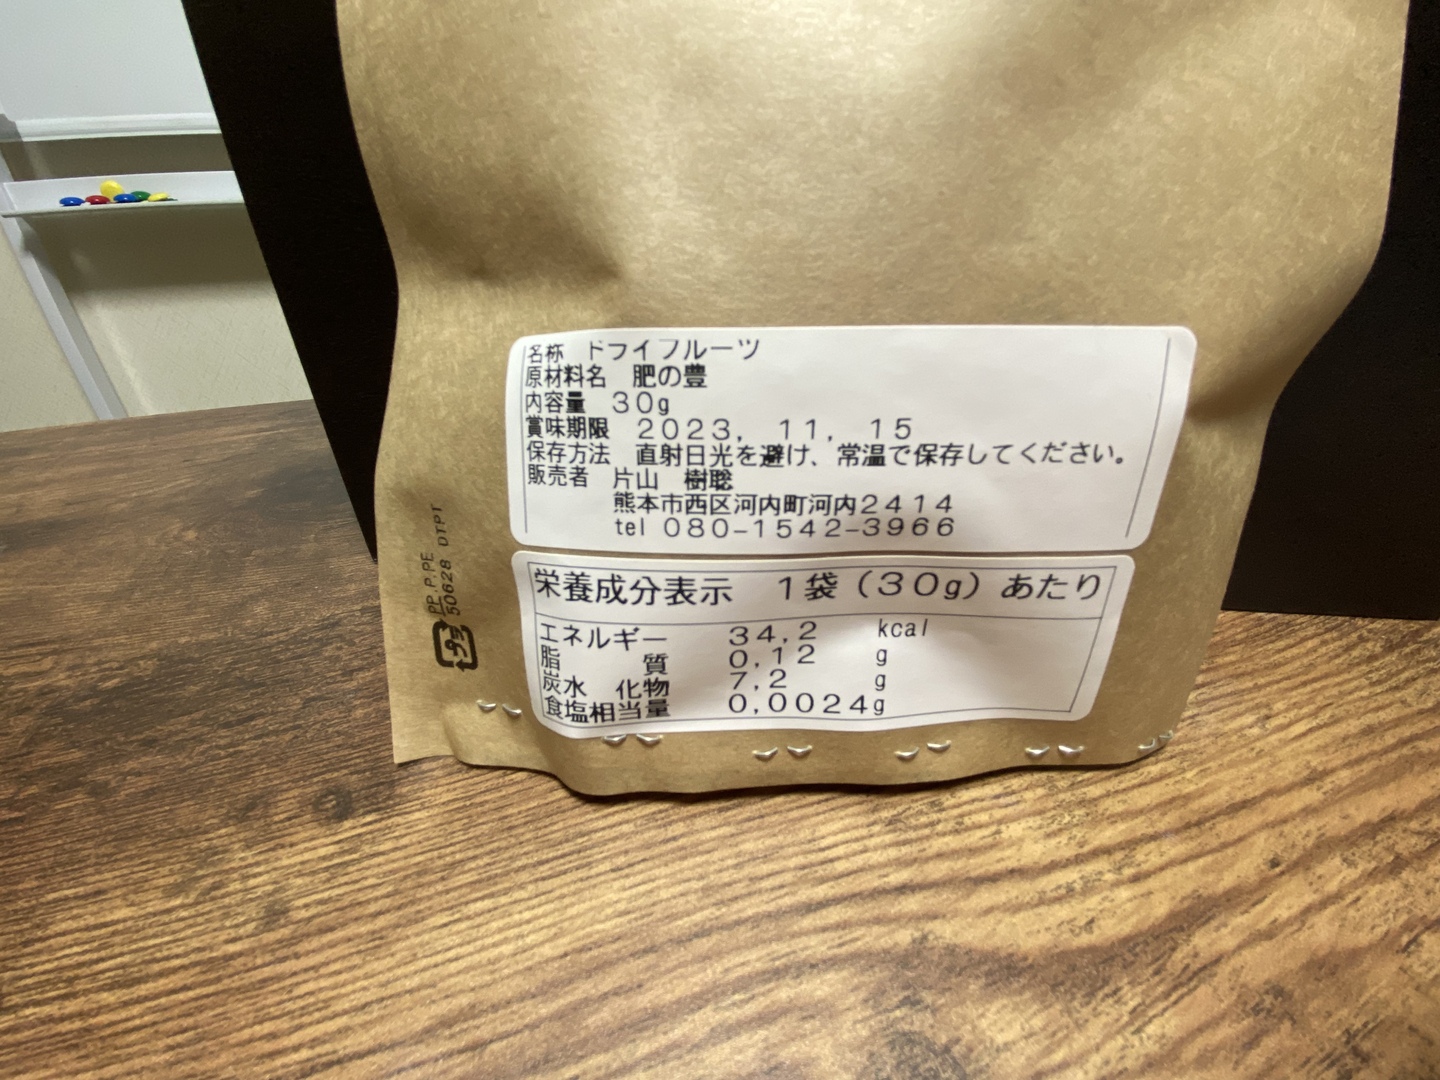 名称　ドライフルーツ
原材料名　肥の豊
内容量　30g
賞味期限　2023．11．15
保存方法　直射日光を避け、常温で保存してください。
販売者　片山　樹聡
熊本市西区河内町河内2414
tel 080-1542-3966
栄養成分表示　1袋（30g）あたり
エネルギー　34.2　kcal
脂　質　0.12　g
炭水　化物　7.2　g
食塩相当量　0.0024g
プラ
PP.P.PE
50628 DTPT